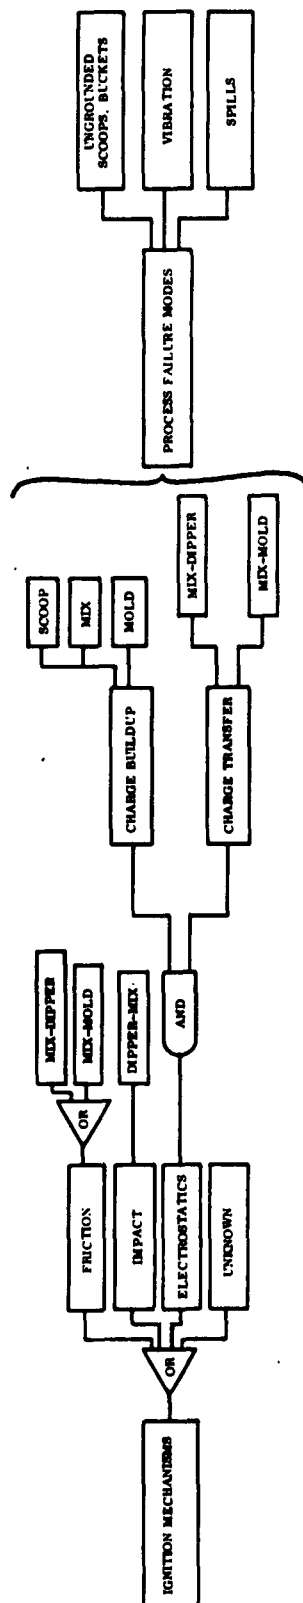 IGNITION MECHANISMS
OR
FRICTION
IMPACT
ELECTROSTATICS
UNKNOWN
OR
MIX-DIPPER
MIX-MOLD
DIPPER-MIX
AND
CHARGE BUILDUP
CHARGE TRANSFER
SCOOP
MIX
MOLD
MIX-DIPPER
MIX-MOLD
PROCESS FAILURE MODES
UNGROUNDED
SCOOPS, BUCKETS
VIBRATION
SPILLS